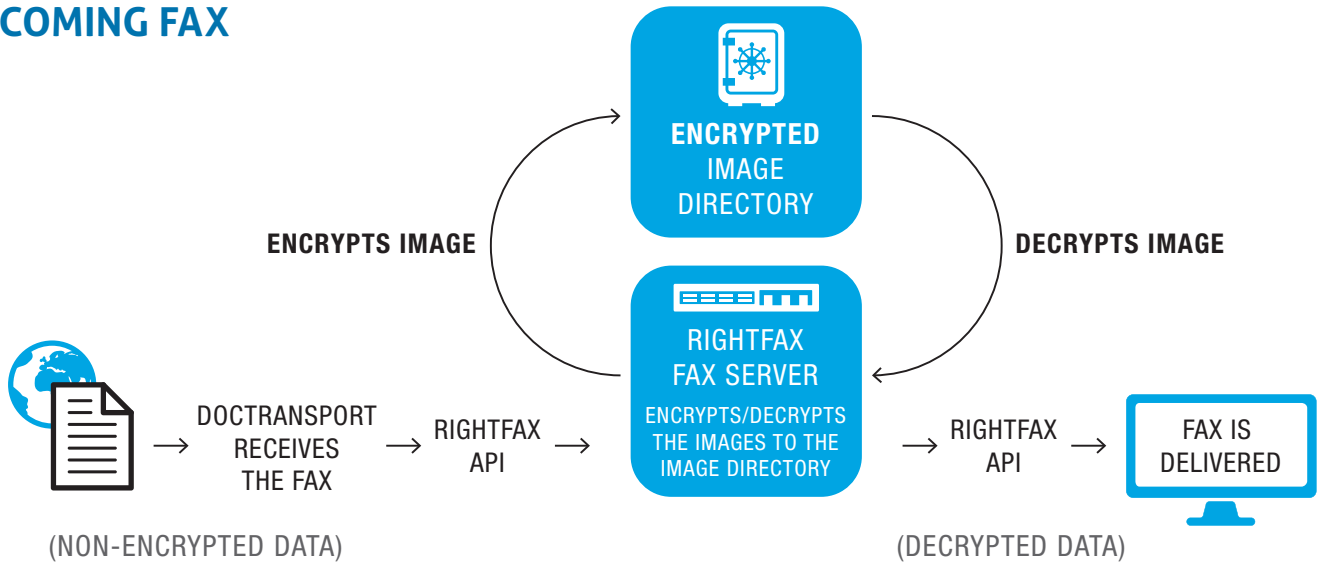 COMING FAX
ENCRYPTED
IMAGE
DIRECTORY
ENCRYPTS IMAGE
DECRYPTS IMAGE
RIGHTFAX
FAX SERVER
ENCRYPTS/DECRYPTS
THE IMAGES TO THE
IMAGE DIRECTORY
DOCTRANSPORT
RECEIVES
THE FAX
RIGHTFAX
API
RIGHTFAX
API
FAX IS
DELIVERED
(NON-ENCRYPTED DATA)
(DECRYPTED DATA)